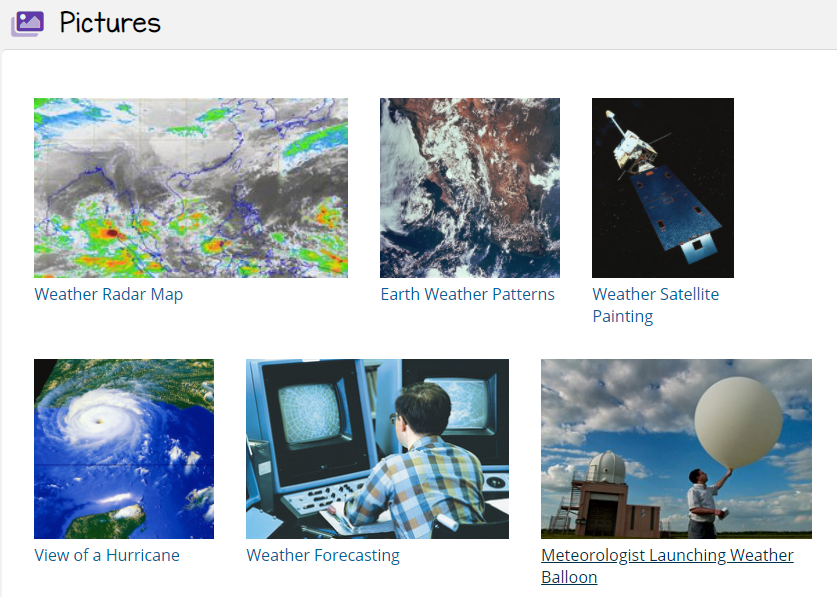 Pictures
Weather Radar Map
Earth Weather Patterns
Weather Satellite
Painting
View of a Hurricane
Weather Forecasting
Meteorologist Launching Weather
Balloon